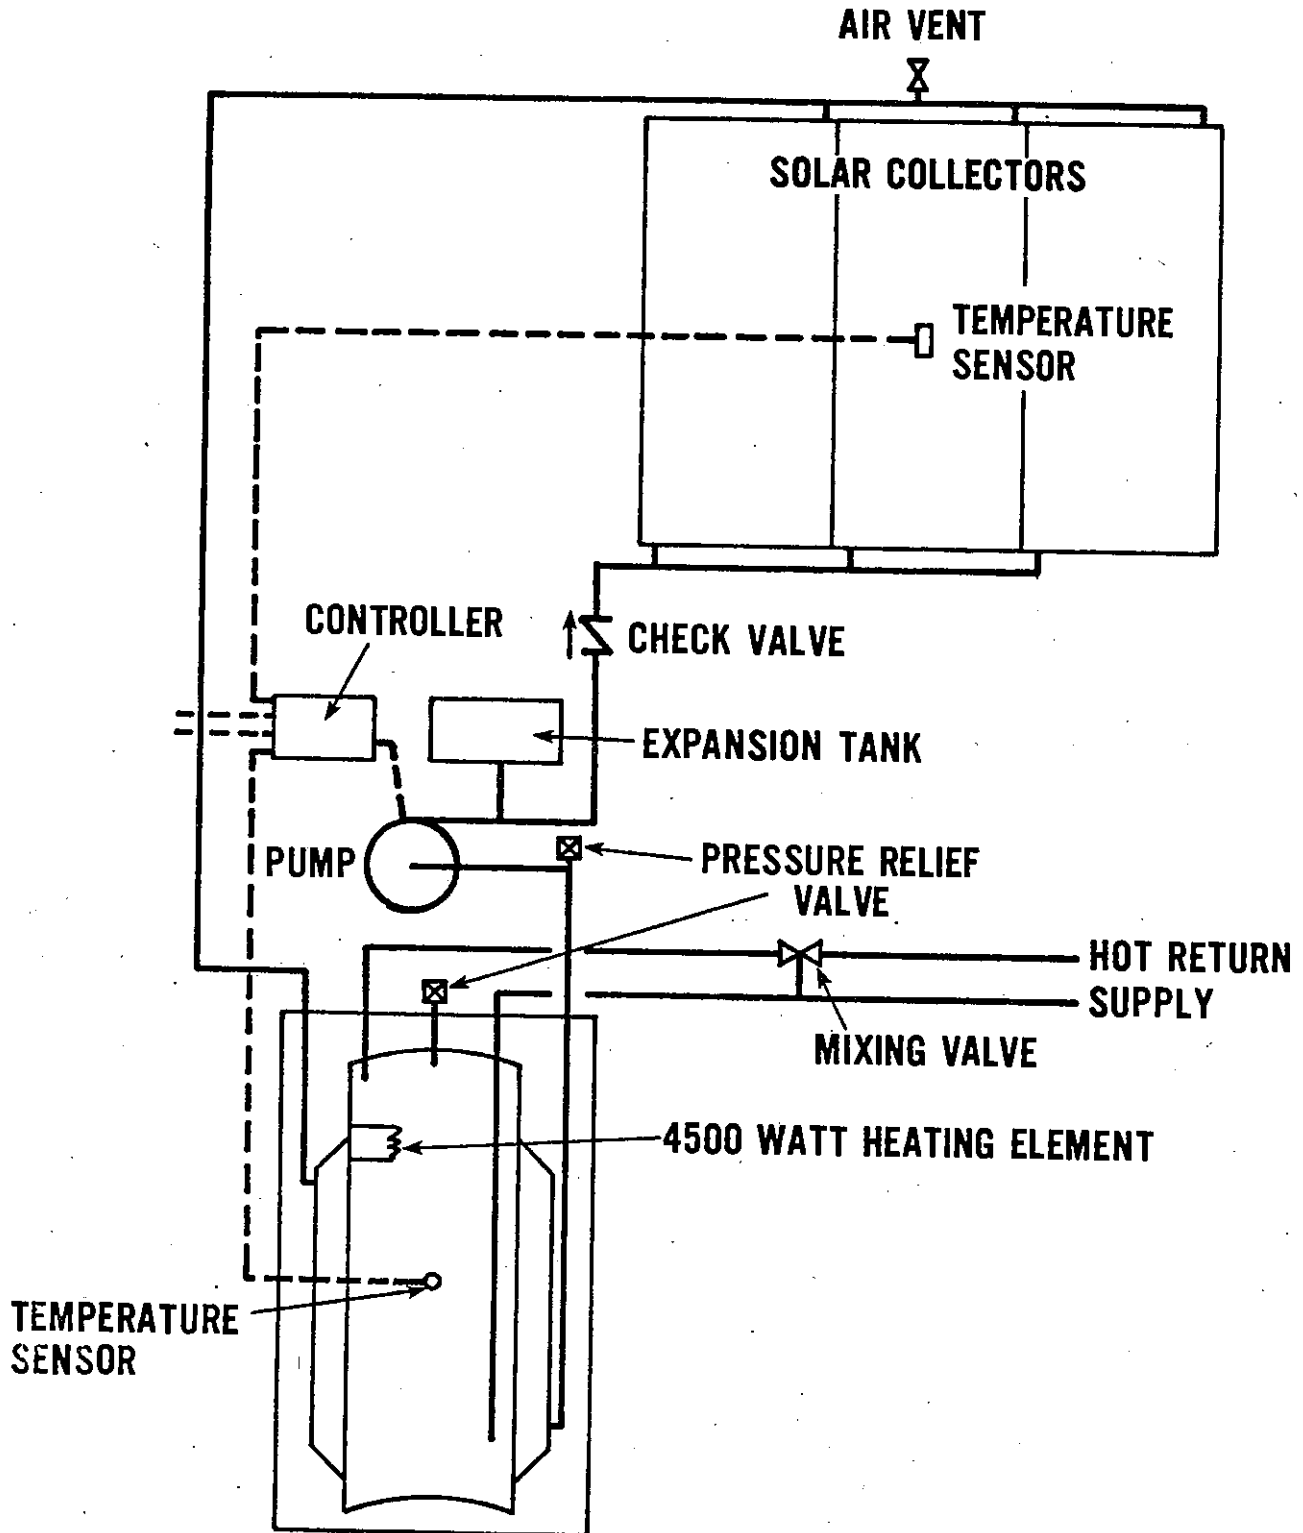 AIR VENT
SOLAR COLLECTORS
TEMPERATURE
SENSOR
CONTROLLER
CHECK VALVE
EXPANSION TANK
PUMP
PRESSURE RELIEF
VALVE
HOT RETURN
SUPPLY
MIXING VALVE
4500 WATT HEATING ELEMENT
TEMPERATURE
SENSOR